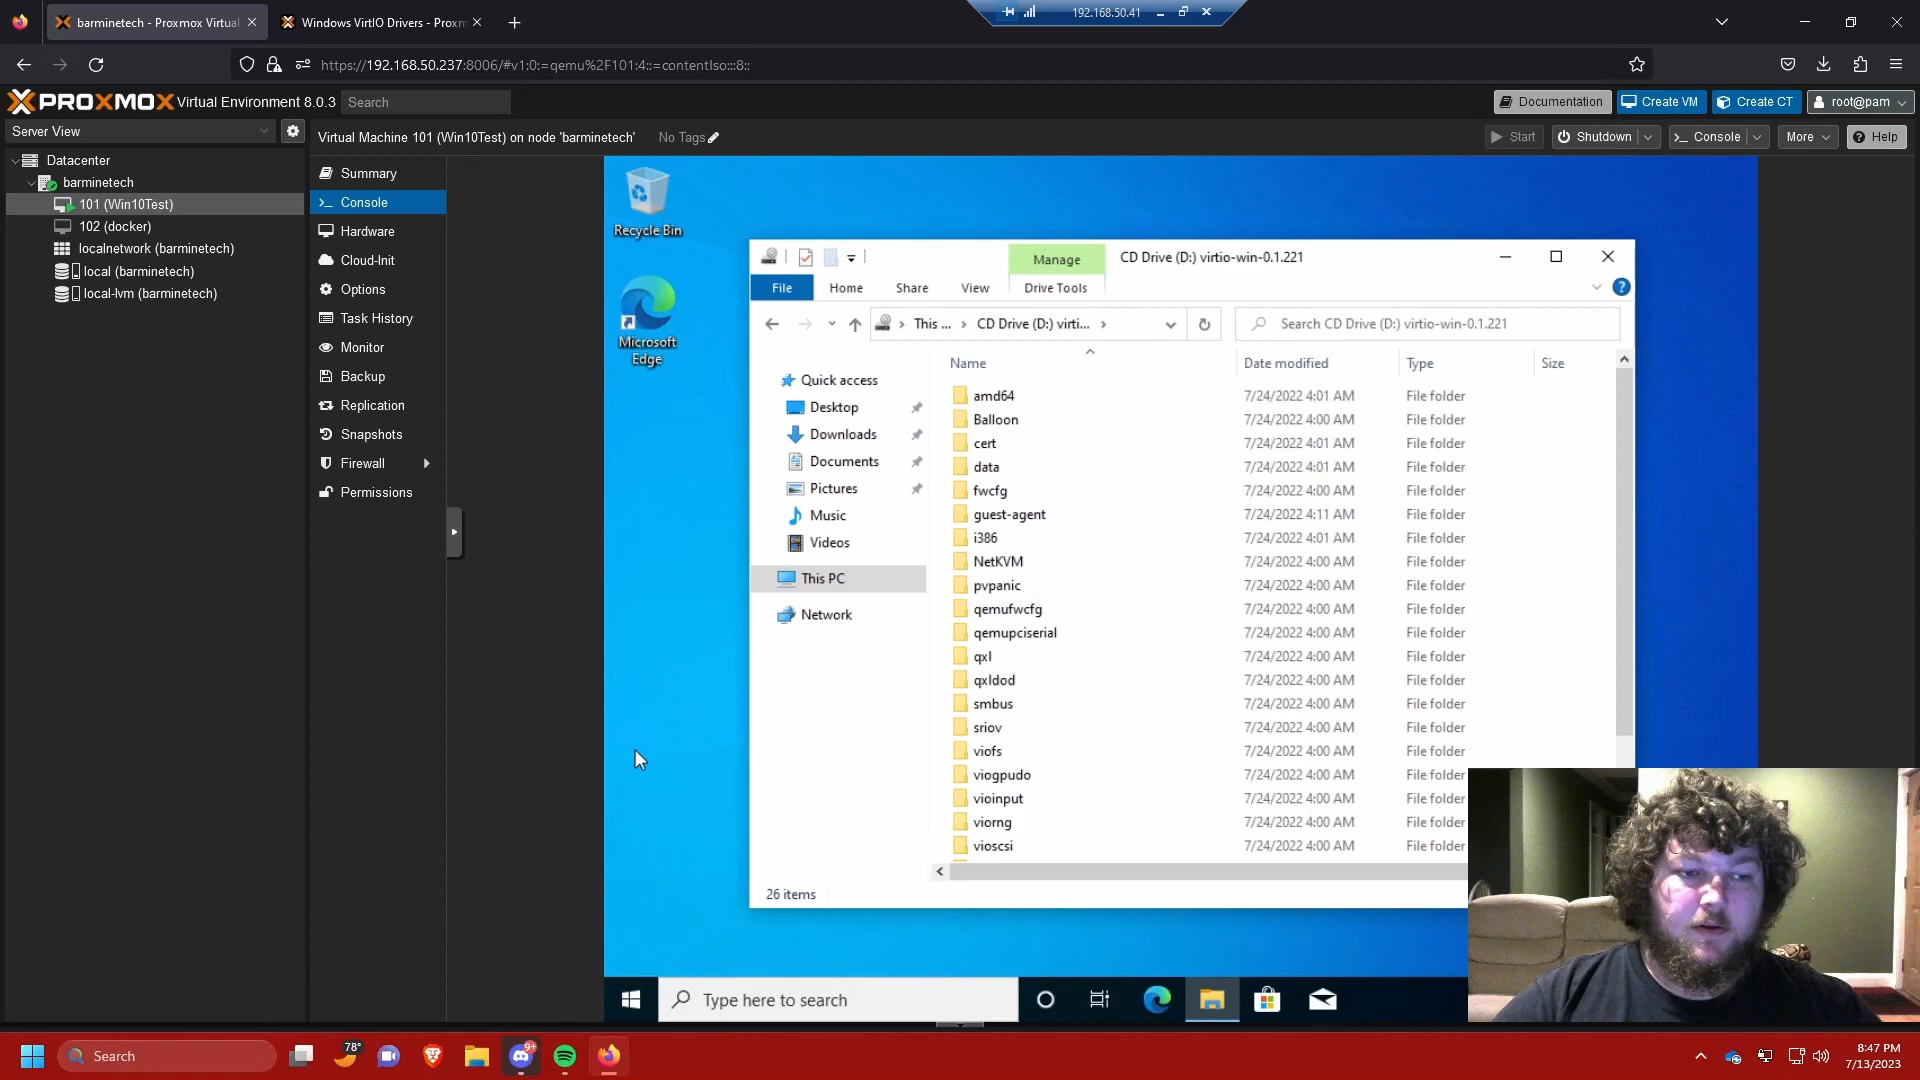 barminetech - Proxmox Virtual
Windows VirtIO Drivers - Proxm
192.168.50.41
https://192.168.50.237:8006/#v1:0:=qemu%2F101:4::=contentIso:::8::
PROXMOX Virtual Environment 8.0.3
Search
Documentation
Create VM
Create CT
root@pam
Server View
Virtual Machine 101 (Win10Test) on node 'barminetech'
No Tags
Start
Shutdown
Console
More
Help
Datacenter
barminetech
101 (Win10Test)
102 (docker)
localnetwork (barminetech)
local (barminetech)
local-lvm (barminetech)
Summary
Console
Hardware
Cloud-Init
Options
Task History
Monitor
Backup
Replication
Snapshots
Firewall
Permissions
Recycle Bin
Microsoft
Edge
Manage
CD Drive (D:) virtio-win-0.1.221
File
Home
Share
View
Drive Tools
This ...
CD Drive (D:) virti...
Search CD Drive (D:) virtio-win-0.1.221
Quick access
Desktop
Downloads
Documents
Pictures
Music
Videos
This PC
Network
Name Date modified Type Size
amd64 7/24/2022 4:01 AM File folder
Balloon 7/24/2022 4:00 AM File folder
cert 7/24/2022 4:01 AM File folder
data 7/24/2022 4:01 AM File folder
fwcfg 7/24/2022 4:00 AM File folder
guest-agent 7/24/2022 4:11 AM File folder
i386 7/24/2022 4:01 AM File folder
NetKVM 7/24/2022 4:00 AM File folder
pvpanic 7/24/2022 4:00 AM File folder
qemufwcfg 7/24/2022 4:00 AM File folder
qemupciserial 7/24/2022 4:00 AM File folder
qxl 7/24/2022 4:00 AM File folder
qxldod 7/24/2022 4:00 AM File folder
smbus 7/24/2022 4:00 AM File folder
sriov 7/24/2022 4:00 AM File folder
viofs 7/24/2022 4:00 AM File folder
viogpudo 7/24/2022 4:00 AM File folder
vioinput 7/24/2022 4:00 AM File folder
viorng 7/24/2022 4:00 AM File folder
vioscsi 7/24/2022 4:00 AM File folder
26 items
Type here to search
Search
78°
9+
8:47 PM
7/13/2023